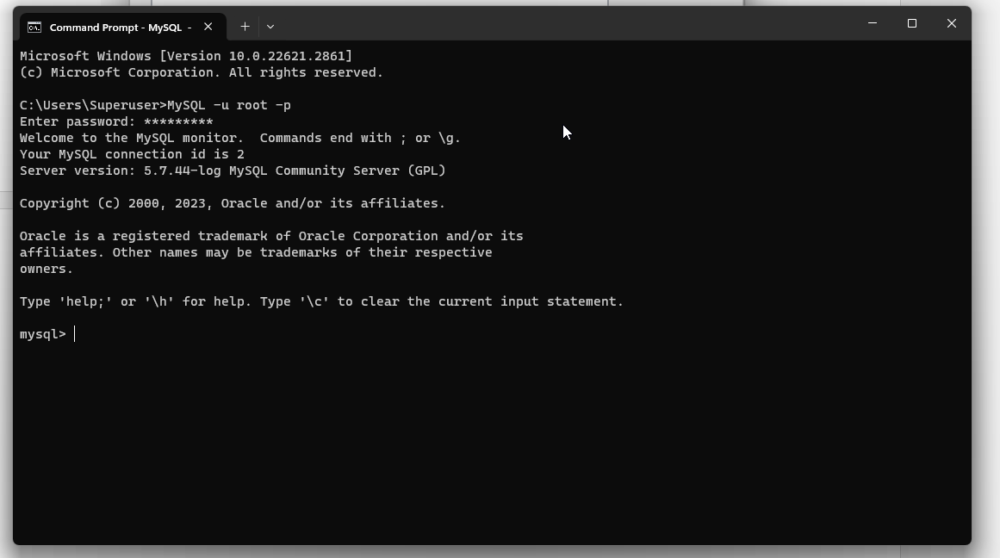 Command Prompt - MySQL -
Microsoft Windows [Version 10.0.22621.2861]
(c) Microsoft Corporation. All rights reserved.
C:\Users\Superuser>MySQL -u root -p
Enter password: *********
Welcome to the MySQL monitor.  Commands end with ; or \g.
Your MySQL connection id is 2
Server version: 5.7.44-log MySQL Community Server (GPL)
Copyright (c) 2000, 2023, Oracle and/or its affiliates.
Oracle is a registered trademark of Oracle Corporation and/or its
affiliates. Other names may be trademarks of their respective
owners.
Type 'help;' or '\h' for help. Type '\c' to clear the current input statement.
mysql>